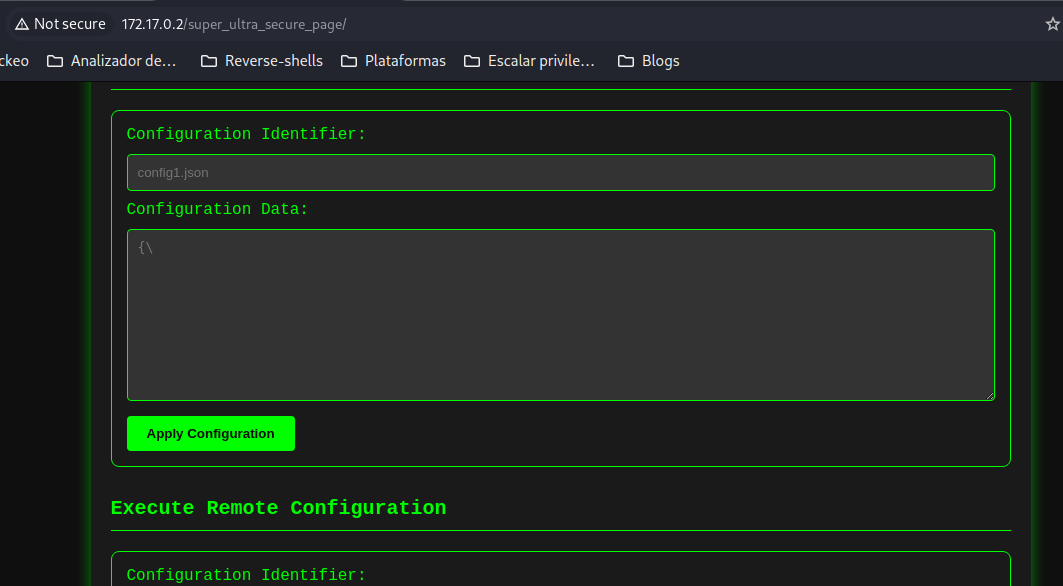 Not secure 172.17.0.2/super_ultra_secure_page/
ckeo Analizador de... Reverse-shells Plataformas Escalar privile... Blogs
Configuration Identifier:
config1.json
Configuration Data:
{\
Apply Configuration
Execute Remote Configuration
Configuration Identifier: